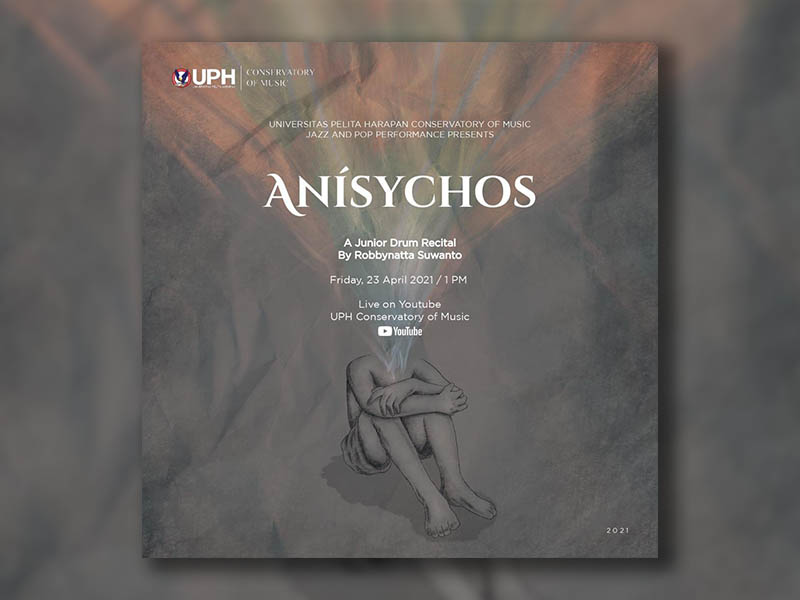 UPH
CONSERVATORY
OF MUSIC
UNIVERSITAS PELITA HARAPAN CONSERVATORY OF MUSIC
JAZZ AND POP PERFORMANCE PRESENTS
ANÍSYCHOS
A Junior Drum Recital
By Robbynatta Suwanto
Friday, 23 April 2021 / 1 PM
Live on Youtube
UPH Conservatory of Music
YouTube
2021